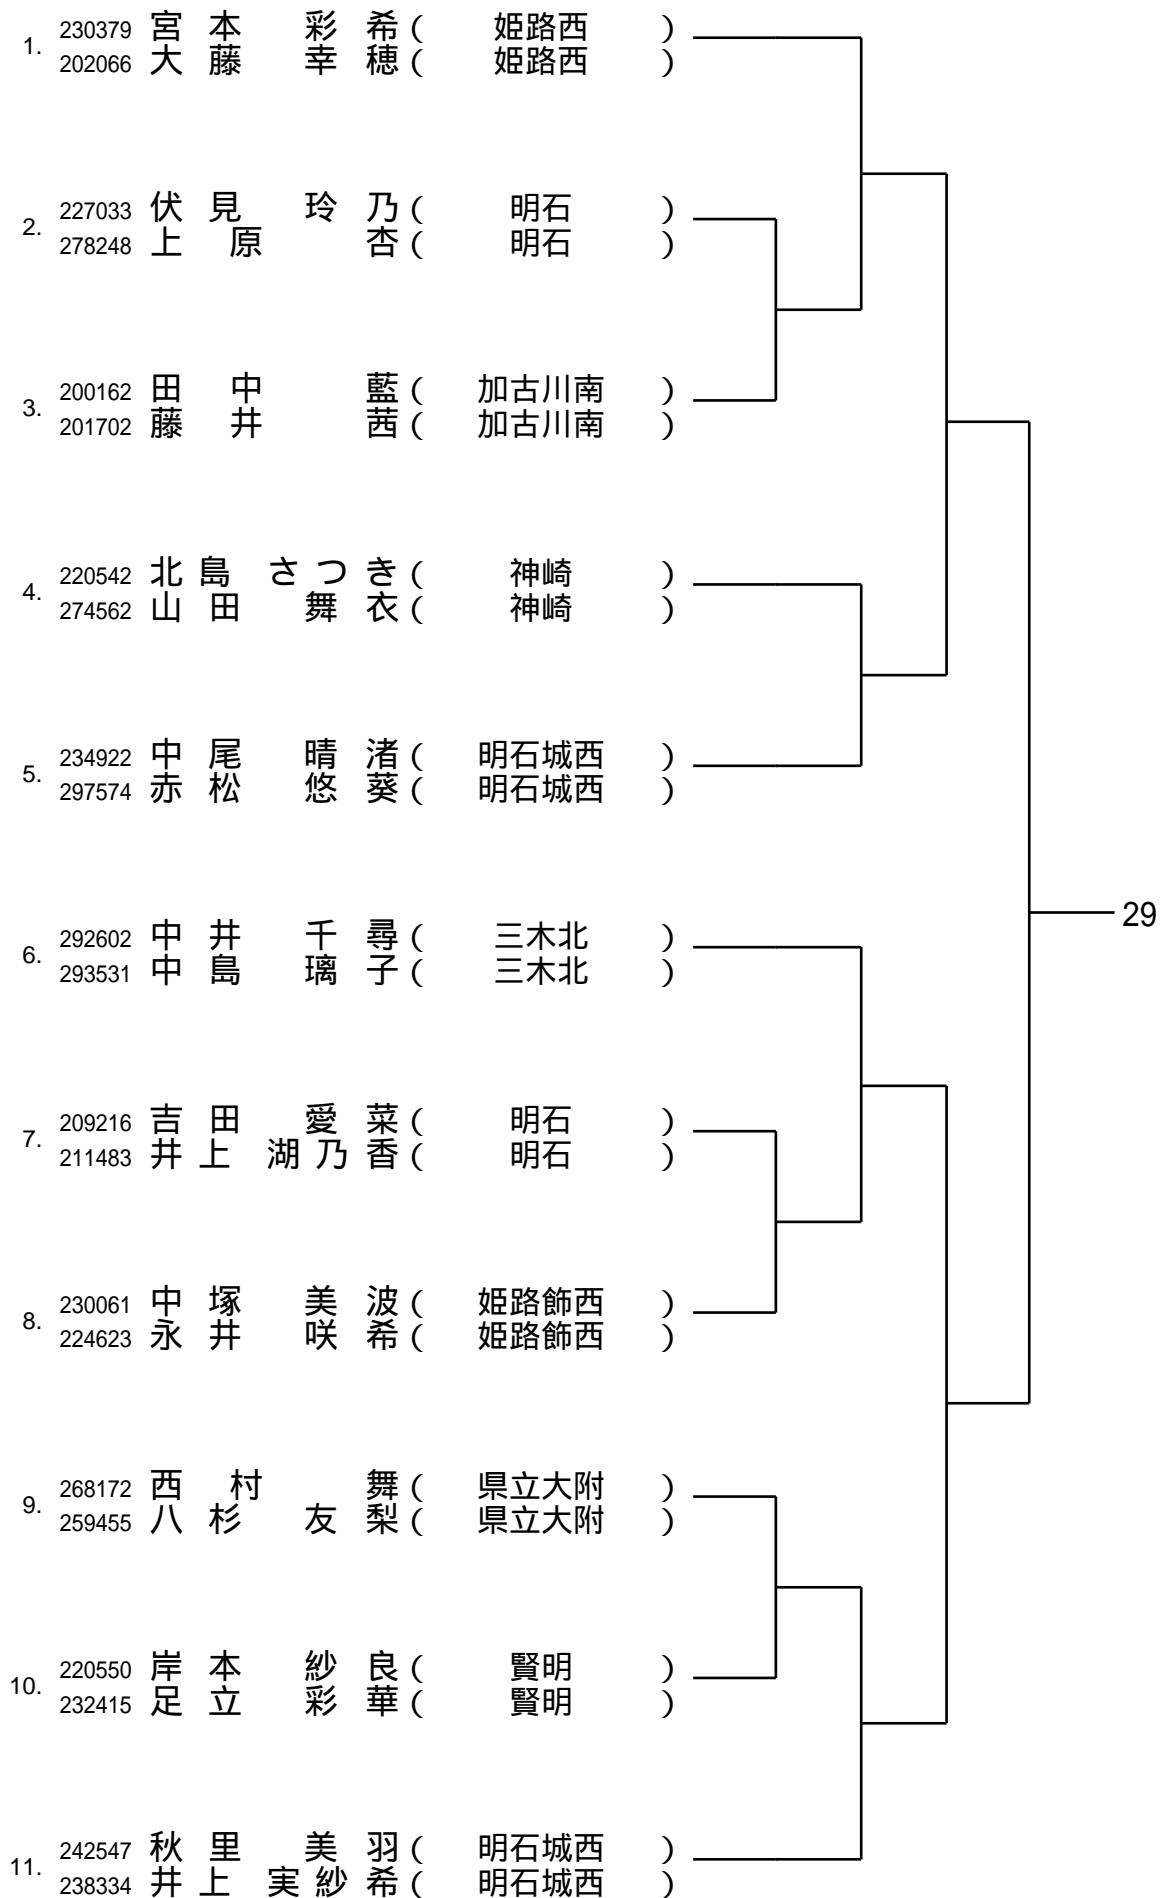 1. 230379 宮本 彩希 ( 姫路西 )
202066 大藤 幸穂 ( 姫路西 )
2. 227033 伏見 玲乃 ( 明石 )
278248 上原 杏 ( 明石 )
3. 200162 田中 藍 ( 加古川南 )
201702 藤井 茜 ( 加古川南 )
4. 220542 北島 さつき ( 神崎 )
274562 山田 舞衣 ( 神崎 )
5. 234922 中尾 晴渚 ( 明石城西 )
297574 赤松 悠葵 ( 明石城西 )
29
6. 292602 中井 千尋 ( 三木北 )
293531 中島 璃子 ( 三木北 )
7. 209216 吉田 愛菜 ( 明石 )
211483 井上 湖乃香 ( 明石 )
8. 230061 中塚 美波 ( 姫路飾西 )
224623 永井 咲希 ( 姫路飾西 )
9. 268172 西村 舞 ( 県立大附 )
259455 八杉 友梨 ( 県立大附 )
10. 220550 岸本 紗良 ( 賢明 )
232415 足立 彩華 ( 賢明 )
11. 242547 秋里 美羽 ( 明石城西 )
238334 井上 実紗希 ( 明石城西 )